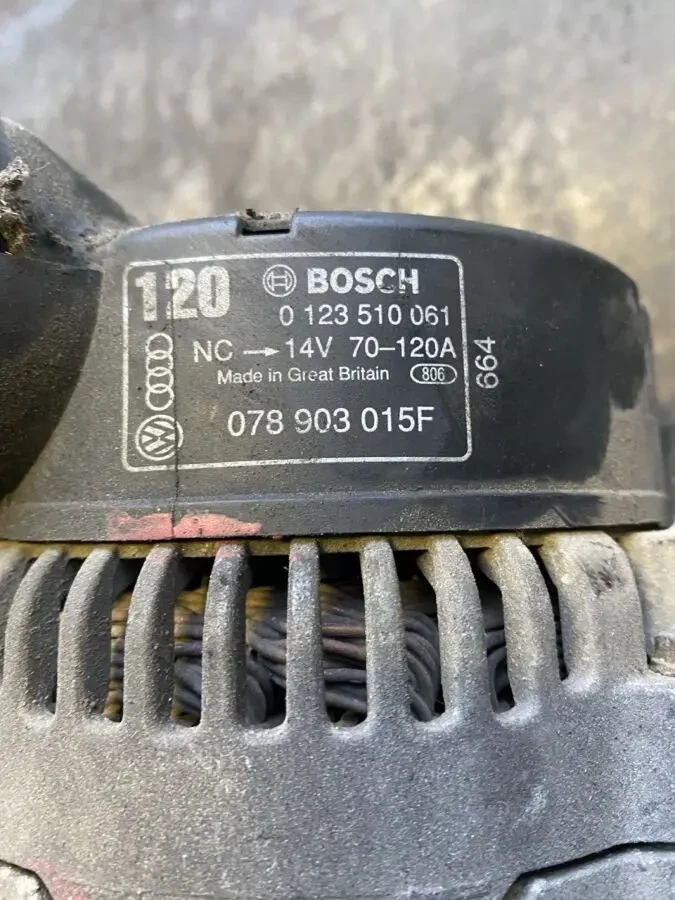 120 BOSCH
0 123 510 061
NC → 14V 70-120A
Made in Great Britain 806
664
078 903 015F